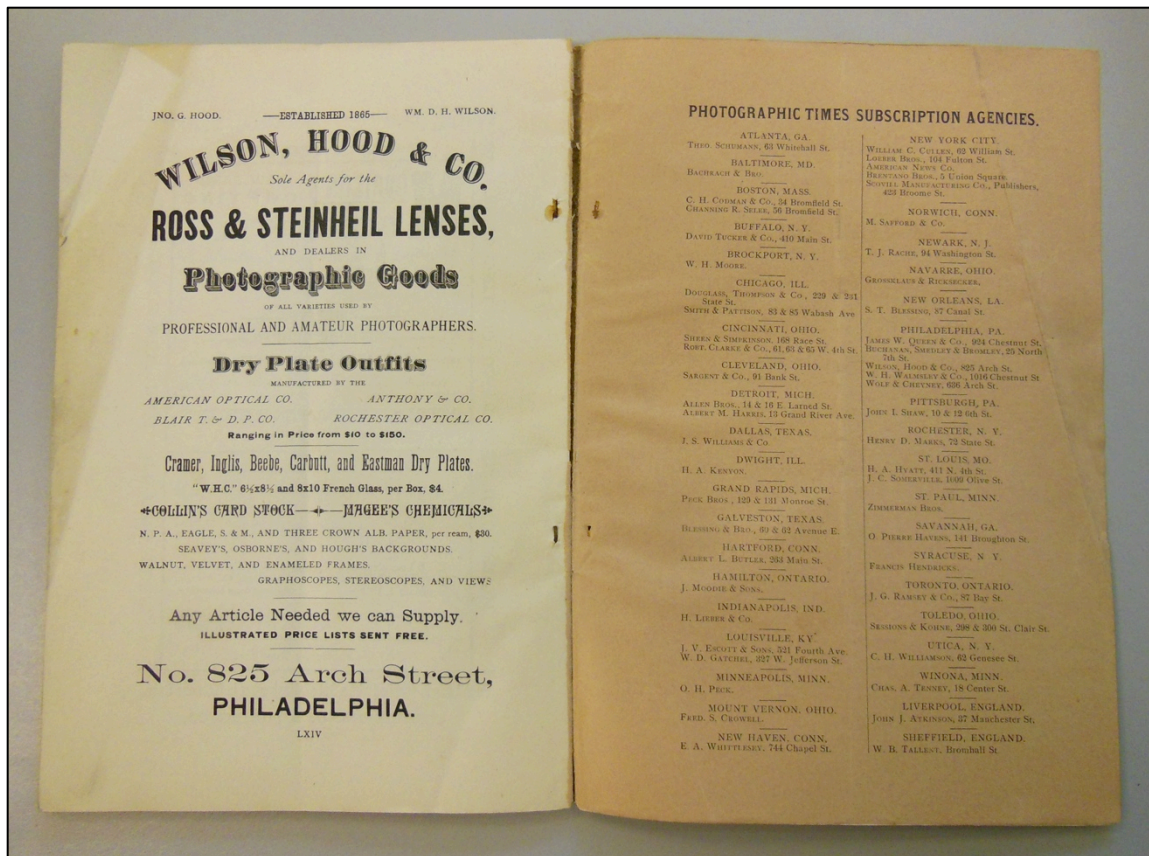 JNO. G. HOOD. —ESTABLISHED 1865— WM. D. H. WILSON.
WILSON, HOOD & CO.
Sole Agents for the
ROSS & STEINHEIL LENSES,
AND DEALERS IN
Photographic Goods
OF ALL VARIETIES USED BY
PROFESSIONAL AND AMATEUR PHOTOGRAPHERS.
Dry Plate Outfits
MANUFACTURED BY THE
AMERICAN OPTICAL CO. ANTHONY & CO.
BLAIR T. & D. P. CO. ROCHESTER OPTICAL CO.
Ranging in Price from $10 to $150.
Cramer, Inglis, Beebe, Carbutt, and Eastman Dry Plates.
"W.H.C." 6½x8½ and 8x10 French Glass, per Box, $4.
COLLIN'S CARD STOCK — MAGEE'S CHEMICALS
N. P. A., EAGLE, S. & M., AND THREE CROWN ALB. PAPER, per ream, $30.
SEAVEY'S, OSBORNE'S, AND HOUGH'S BACKGROUNDS.
WALNUT, VELVET, AND ENAMELED FRAMES.
GRAPHOSCOPES, STEREOSCOPES, AND VIEWS
Any Article Needed we can Supply.
ILLUSTRATED PRICE LISTS SENT FREE.
No. 825 Arch Street,
PHILADELPHIA.
LXIV
PHOTOGRAPHIC TIMES SUBSCRIPTION AGENCIES.
ATLANTA, GA
THEO. SCHUMANN, 63 Whitehall St.
BALTIMORE, MD.
BACHRACH & BRO.
BOSTON, MASS.
C. H. CODMAN & CO., 34 Bromfield St.
CHANNING R. SELEE, 56 Bromfield St.
BUFFALO, N. Y.
DAVID TUCKER & CO., 410 Main St.
BROCKPORT, N. Y.
W. H. MOORE.
CHICAGO, ILL.
DOUGLASS, THOMPSON & CO., 229 & 231
State St.
SMITH & PATTISON, 83 & 85 Wabash Ave
CINCINNATI, OHIO.
SHEEN & SIMPKINSON, 168 Race St.
ROBT. CLARKE & CO., 61, 63 & 65 W. 4th St.
CLEVELAND, OHIO.
SARGENT & CO., 91 Bank St.
DETROIT, MICH.
ALLEN BROS., 14 & 16 E. Larned St.
ALBERT M. HARRIS, 13 Grand River Ave.
DALLAS, TEXAS.
J. S. WILLIAMS & CO
DWIGHT, ILL.
H. A. KENYON.
GRAND RAPIDS, MICH.
PECK BROS., 129 & 131 Monroe St.
GALVESTON, TEXAS.
BLESSING & BRO., 60 & 62 Avenue E.
HARTFORD, CONN.
ALBERT L. BUTLER, 263 Main St.
HAMILTON, ONTARIO.
J. MOODIE & SONS.
INDIANAPOLIS, IND.
H. LIEBER & CO.
LOUISVILLE, KY
J. V. ESCOTT & SONS, 521 Fourth Ave.
W. D. GATCHEL, 327 W. Jefferson St.
MINNEAPOLIS, MINN.
O. H. PECK.
MOUNT VERNON, OHIO.
FRED. S. CROWELL.
NEW HAVEN, CONN.
E. A. WHITTLESEY, 744 Chapel St.
NEW YORK CITY.
WILLIAM C. CULLEN, 62 William St.
LOEBER BROS., 104 Fulton St.
AMERICAN NEWS CO.
BRENTANO BROS., 5 Union Square
SCOVILL MANUFACTURING CO., Publishers,
423 Broome St.
NORWICH, CONN.
M. SAFFORD & CO.
NEWARK, N. J.
T. J. RACHE, 94 Washington St.
NAVARRE, OHIO.
GROSSKLAUS & RICKSECKER.
NEW ORLEANS, LA.
S. T. BLESSING, 87 Canal St.
PHILADELPHIA, PA.
JAMES W. QUEEN & CO., 924 Chestnut St.
BUCHANAN, SMEDLEY & BROMLEY, 25 North
7th St.
WILSON, HOOD & CO., 825 Arch St.
W. H. WALMSLEY & CO., 1016 Chestnut St
WOLF & CHEYNEY, 636 Arch St.
PITTSBURGH, PA.
JOHN I. SHAW, 10 & 12 6th St.
ROCHESTER, N. Y.
HENRY D. MARKS, 72 State St.
ST. LOUIS, MO.
H. A. HYATT, 411 N. 4th St.
J. C. SOMERVILLE, 1009 Olive St.
ST. PAUL, MINN.
ZIMMERMAN BROS.
SAVANNAH, GA.
O. PIERRE HAVENS, 141 Broughton St.
SYRACUSE, N Y.
FRANCIS HENDRICKS.
TORONTO, ONTARIO.
J. G. RAMSEY & CO., 87 Bay St.
TOLEDO, OHIO.
SESSIONS & KOHNE, 298 & 300 St. Clair St.
UTICA, N. Y.
C. H. WILLIAMSON, 62 Genesee St.
WINONA, MINN.
CHAS. A. TENNEY, 18 Center St.
LIVERPOOL, ENGLAND.
JOHN J. ATKINSON, 37 Manchester St.
SHEFFIELD, ENGLAND.
W. B. TALLENT, Bromhall St